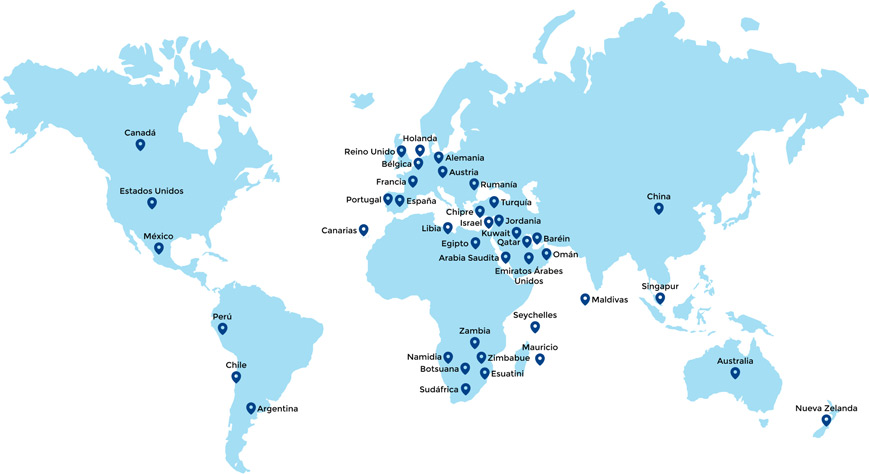 Canadá
Estados Unidos
México
Perú
Chile
Argentina
Holanda
Reino Unido
Bélgica
Alemania
Austria
Francia
Rumanía
Portugal
España
Turquía
Chipre
Canarias
Libia
Israel
Jordania
Kuwait
Egipto
Qatar
Baréin
Arabia Saudita
Omán
Emiratos Árabes
Unidos
China
Singapur
Maldivas
Seychelles
Zambia
Mauricio
Namidia
Zimbabue
Botsuana
Esuatini
Sudáfrica
Australia
Nueva Zelanda